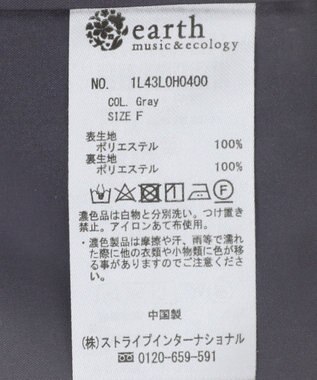 earth
music&ecology
NO. 1L43L0H0400
COL. Gray
SIZE F
表生地
ポリエステル 100%
裏生地
ポリエステル 100%
濃色品は白物と分別洗い。つけ置き
禁止。アイロンあて布使用。
・濃色製品は摩擦や汗、雨等で濡れ
た際に他の衣類や小物類に色が移
る事がありますのでご注意くださ
い。
中国製
(株)ストライプインターナショナル
0120-659-591